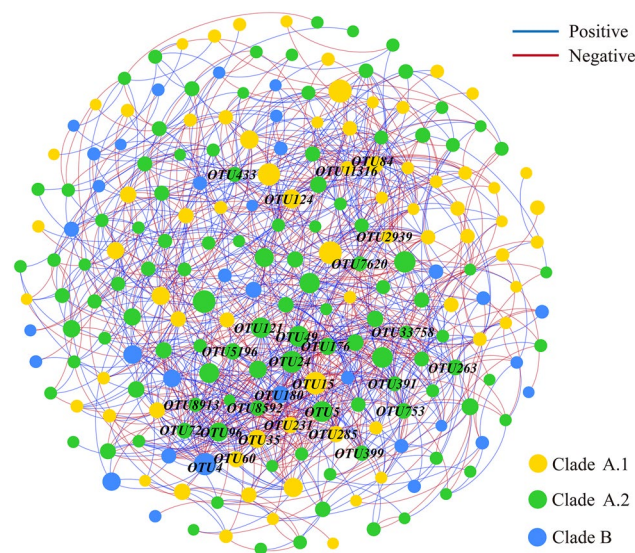 Positive
Negative
OTU84
OTU11316
OTU433
OTU124
OTU2939
OTU7620
OTU121
OTU49
OTU33758
OTU176
OTU5196
OTU24
OTU263
OTU15
OTU391
OTU180
OTU8913
OTU8592
OTU5
OTU753
OTU231
OTU72
OTU96
OTU285
OTU35
OTU399
OTU60
OTU4
Clade A.1
Clade A.2
Clade B